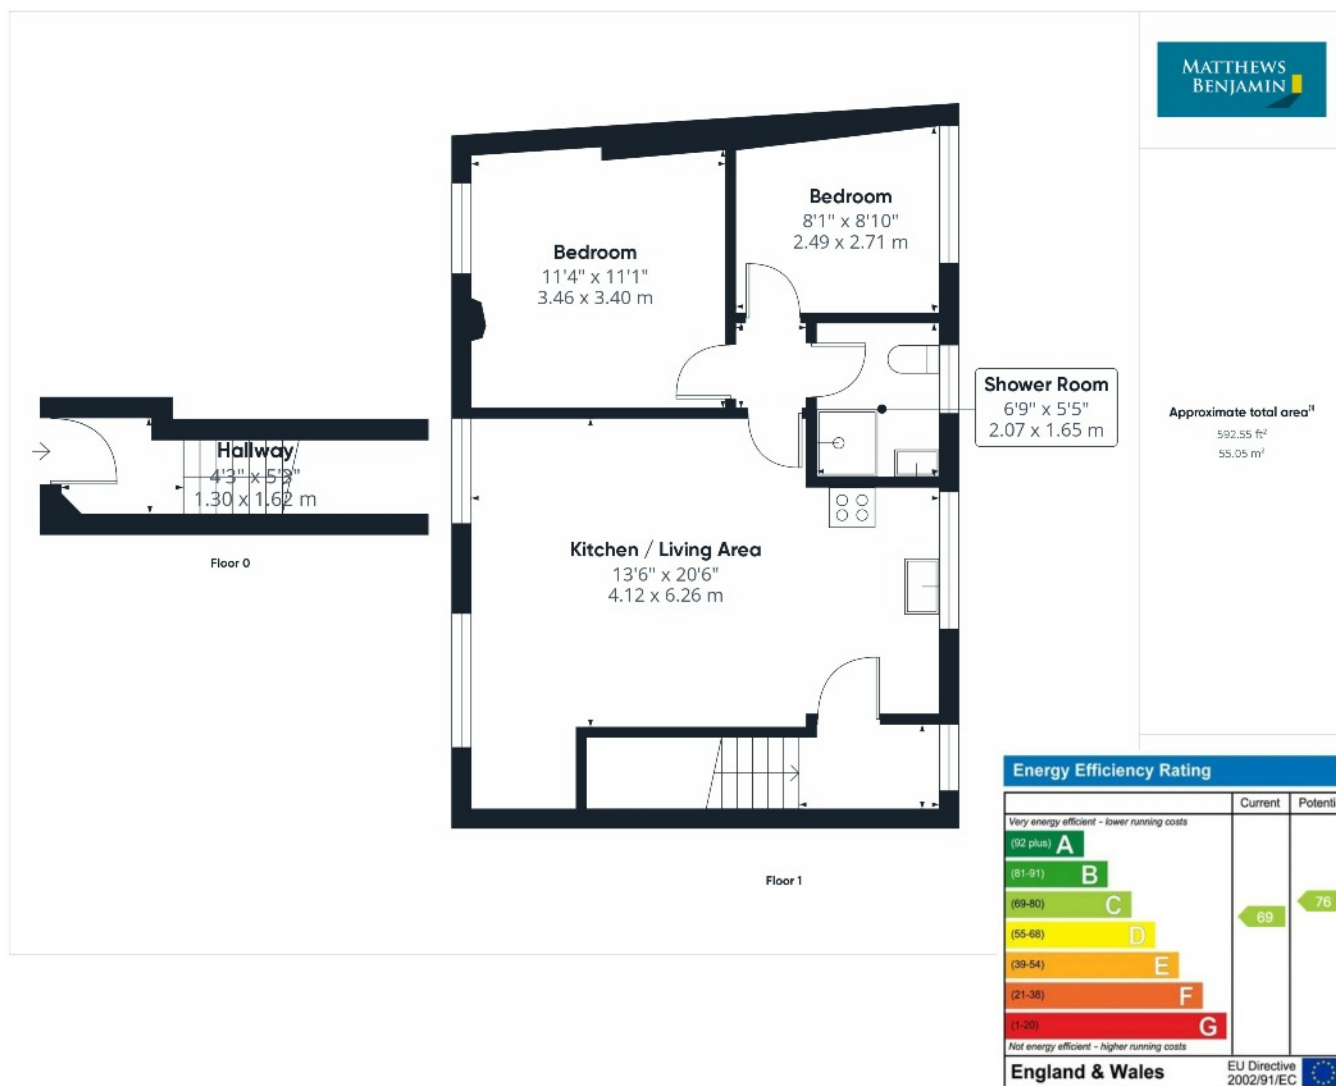 MATTHEWS
BENJAMIN
Bedroom
8'1" x 8'10"
2.49 x 2.71 m
Bedroom
11'4" x 11'1"
3.46 x 3.40 m
Shower Room
6'9" x 5'5"
2.07 x 1.65 m
Approximate total area
592.55 ft²
55.05 m²
Hallway
4'3" x 5'3"
1.30 x 1.62 m
Floor 0
Kitchen / Living Area
13'6" x 20'6"
4.12 x 6.26 m
Floor 1
Energy Efficiency Rating
Current Potenti
Very energy efficient - lower running costs
(92 plus) A
(81-91) B
(69-80) C
76
69
(55-68) D
(39-54) E
(21-38) F
(1-20) G
Not energy efficient - higher running costs
England & Wales
EU Directive
2002/91/EC